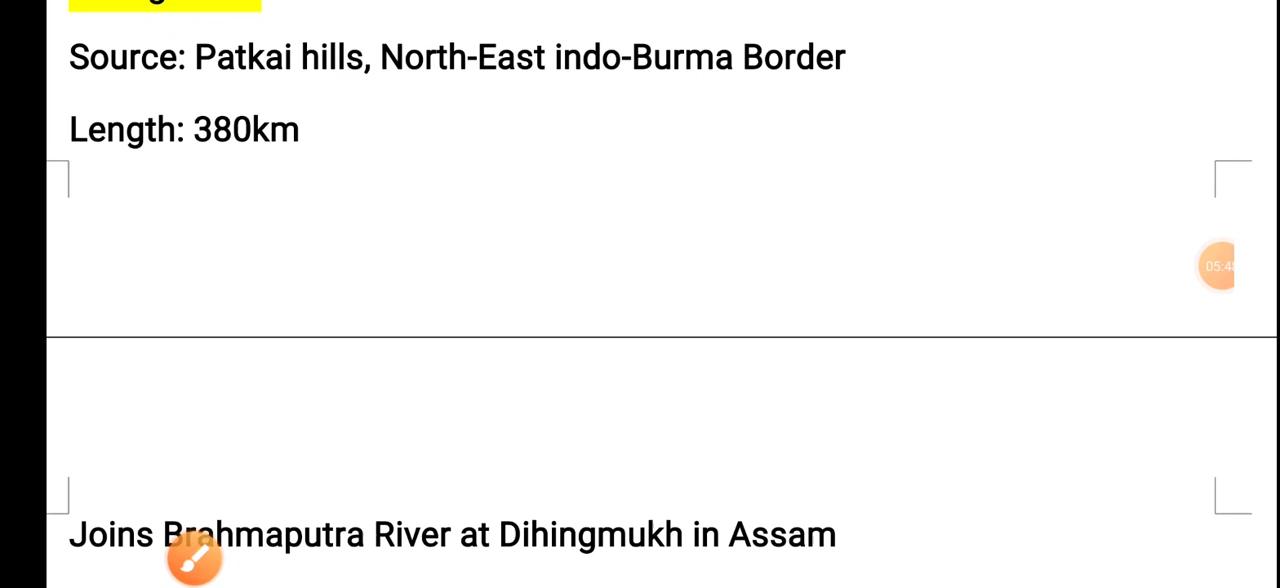 Source: Patkai hills, North-East indo-Burma Border
Length: 380km
Joins Brahmaputra River at Dihingmukh in Assam